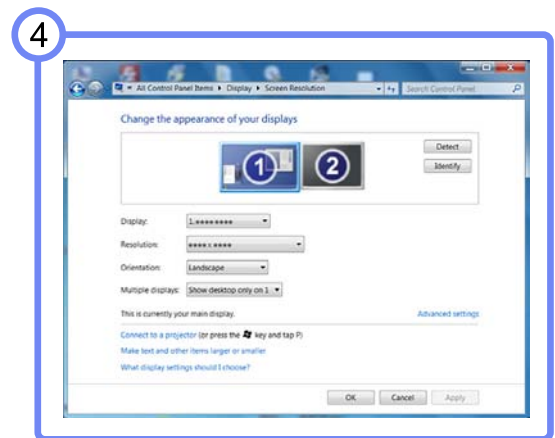 4
All Control Panel Items ▸ Display ▸ Screen Resolution
Search Control Panel
Change the appearance of your displays
1
2
Detect
Identify
Display: 1.********
Resolution: **** x ****
Orientation: Landscape
Multiple displays: Show desktop only on 1
This is currently your main display.
Advanced settings
Connect to a projector (or press the key and tap P)
Make text and other items larger or smaller
What display settings should I choose?
OK Cancel Apply